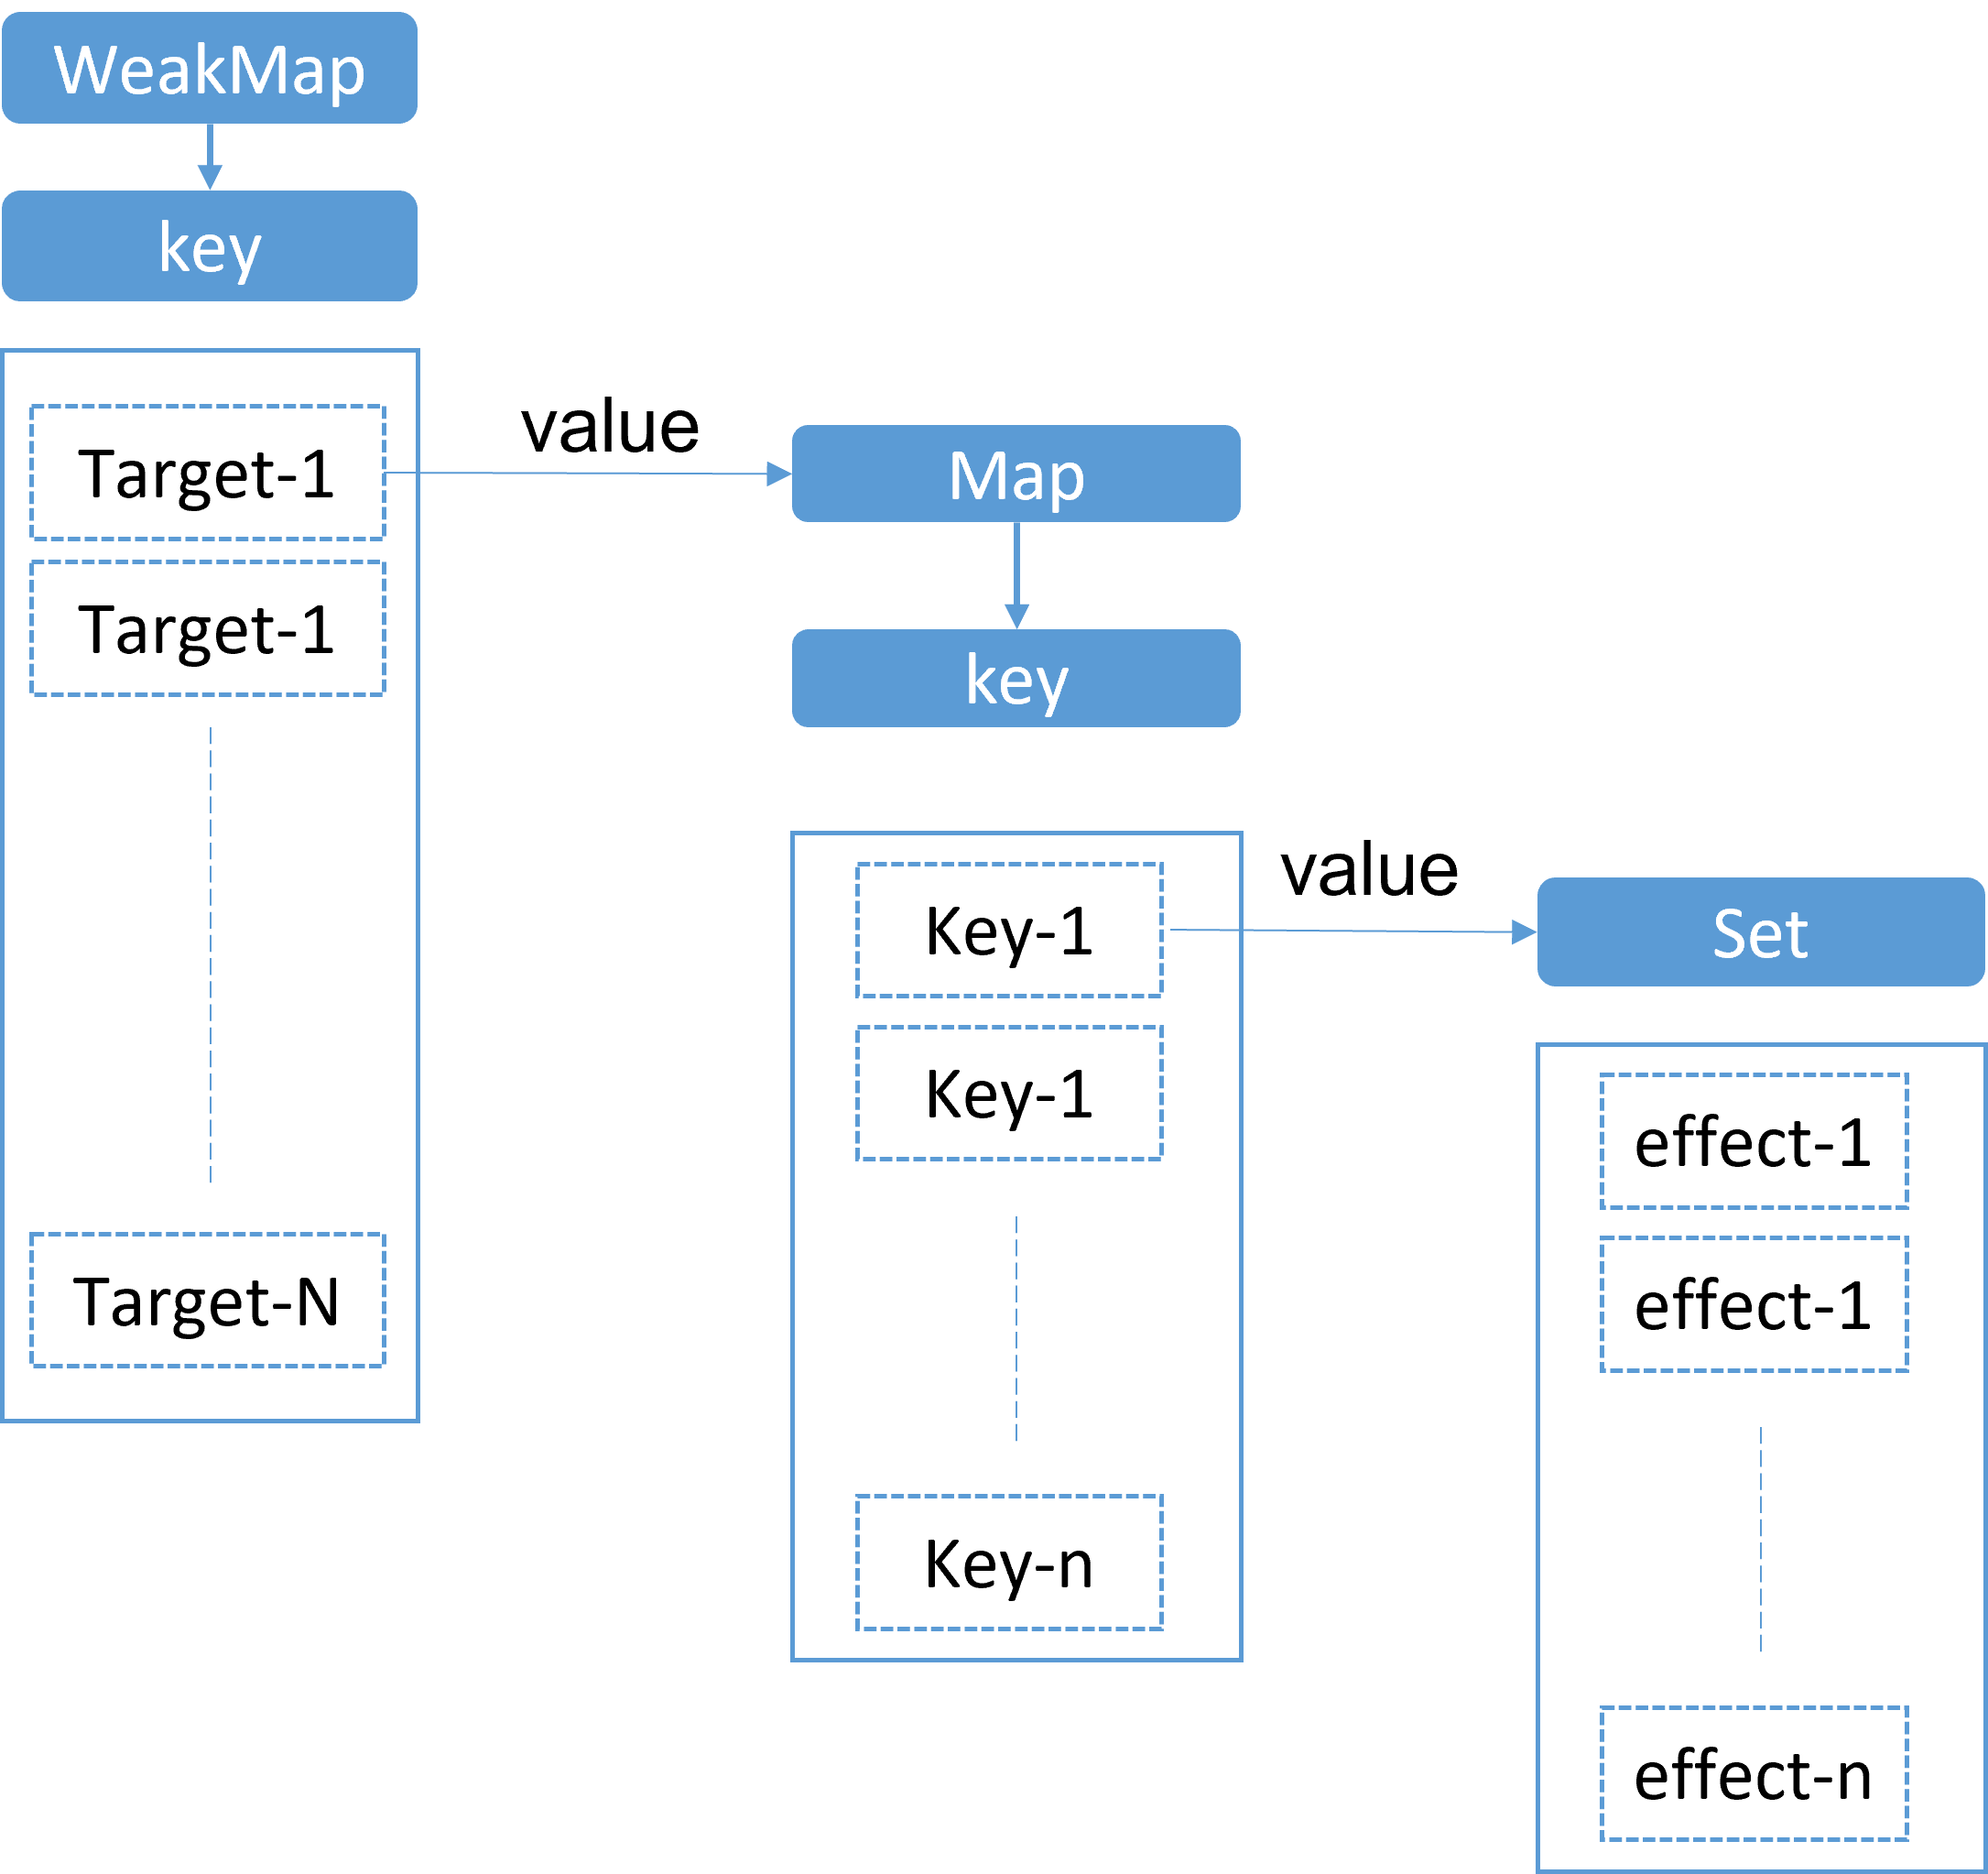 WeakMap
key
Target-1
Target-1
Target-N
value
Map
key
Key-1
Key-1
Key-n
value
Set
effect-1
effect-1
effect-n